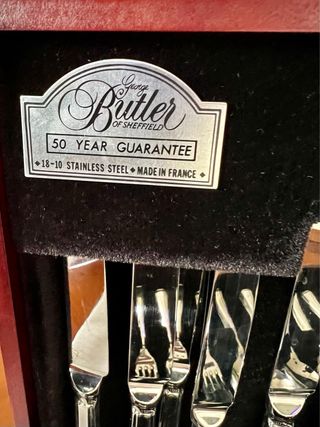 George
Butler
OF SHEFFIELD
50 YEAR GUARANTEE
18-10 STAINLESS STEEL MADE IN FRANCE